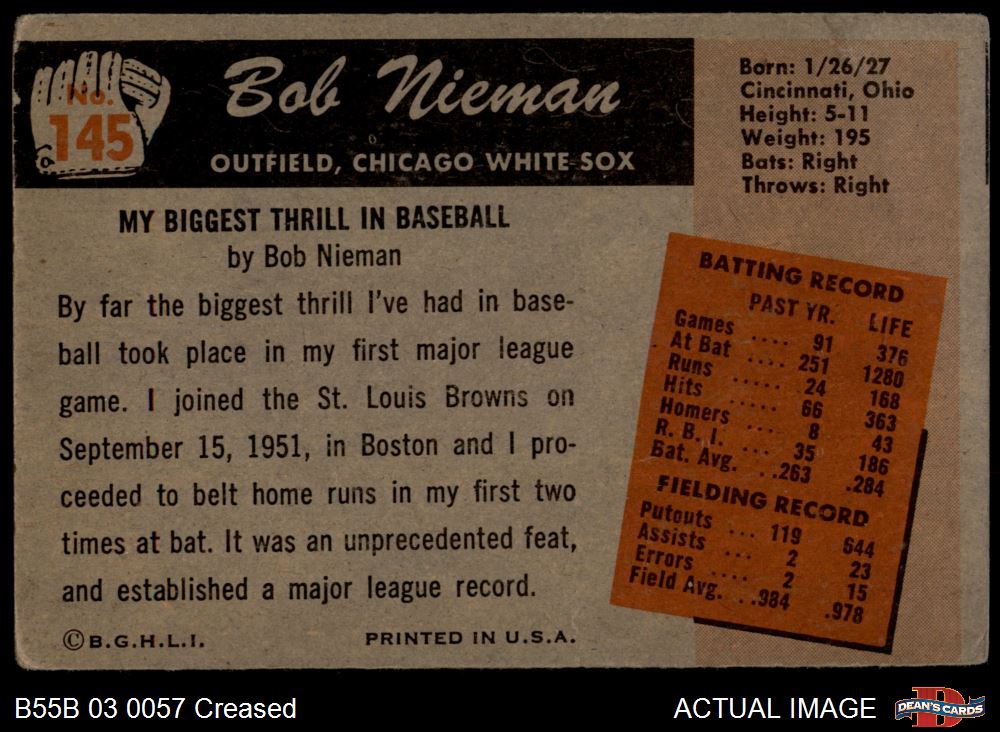 No.
145
Bob Nieman
OUTFIELD, CHICAGO WHITE SOX
Born: 1/26/27
Cincinnati, Ohio
Height: 5-11
Weight: 195
Bats: Right
Throws: Right
MY BIGGEST THRILL IN BASEBALL
by Bob Nieman
By far the biggest thrill I've had in base-
ball took place in my first major league
game. I joined the St. Louis Browns on
September 15, 1951, in Boston and I pro-
ceeded to belt home runs in my first two
times at bat. It was an unprecedented feat,
and established a major league record.
©B.G.H.L.I. PRINTED IN U.S.A.
BATTING RECORD
PAST YR. LIFE
Games .... 91 376
At Bat .... 251 1280
Runs ..... 24 168
Hits ..... 66 363
Homers ... 8 43
R. B. I. ... 35 186
Bat. Avg. ..263 .284
FIELDING RECORD
Putouts ... 119 644
Assists ... 2 23
Errors .... 2 15
Field Avg. ..984 .978
B55B 03 0057 Creased
ACTUAL IMAGE
D
DEAN'S CARDS